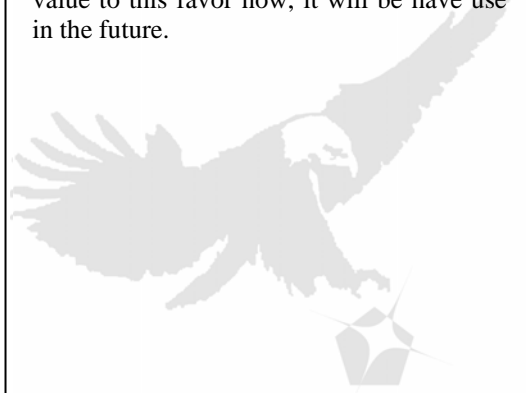 value to this favor now, it will be have use
in the future.